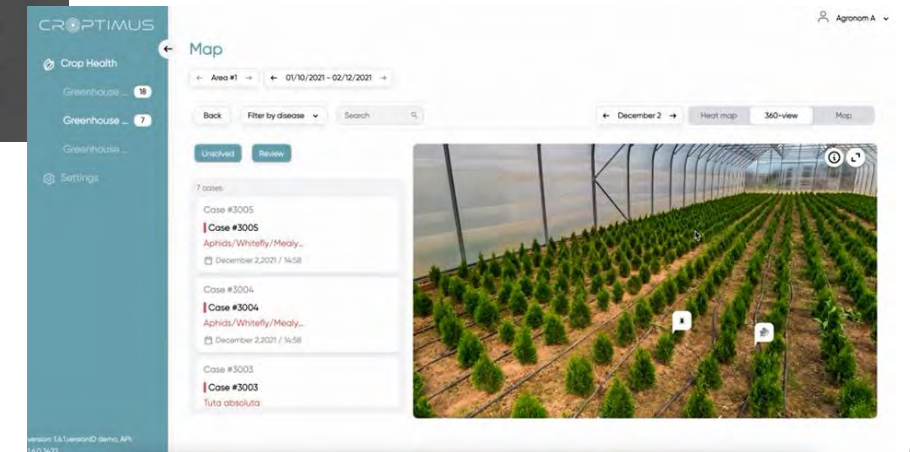 CROPTIMUS
Agronom A
Map
Crop Health
Area #1
01/10/2021 - 02/12/2021
Greenhouse ... 18
Back
Filter by disease
Search
December 2
Heat map
360-view
Map
Greenhouse ... 7
Greenhouse ...
Unsolved
Review
Settings
7 cases
Case #3005
Case #3005
Aphids/Whitefly/Mealy...
December 2,2021 / 14:58
Case #3004
Case #3004
Aphids/Whitefly/Mealy...
December 2,2021 / 14:58
Case #3003
Case #3003
Tuta absoluta